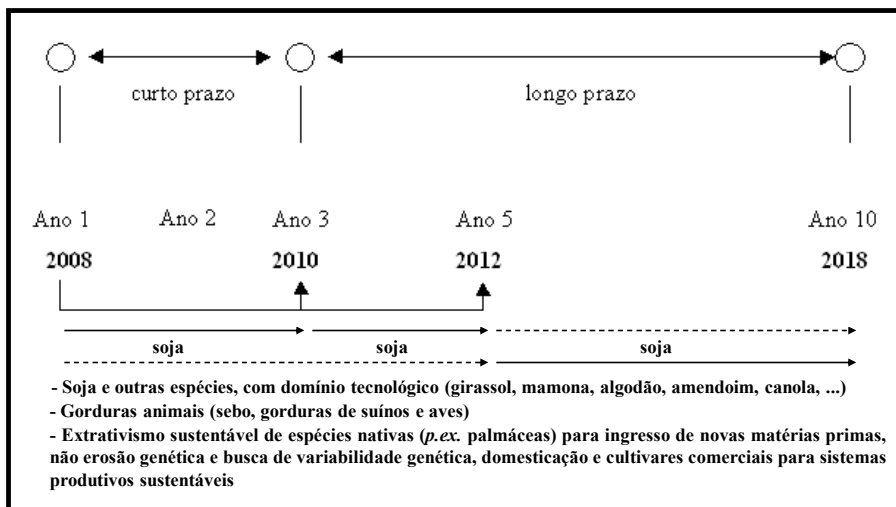 curto prazo longo prazo
Ano 1 Ano 2 Ano 3 Ano 5 Ano 10
2008 2010 2012 2018
soja soja soja
- Soja e outras espécies, com domínio tecnológico (girassol, mamona, algodão, amendoim, canola, ...)
- Gorduras animais (sebo, gorduras de suínos e aves)
- Extrativismo sustentável de espécies nativas (p.ex. palmáceas) para ingresso de novas matérias primas,
não erosão genética e busca de variabilidade genética, domesticação e cultivares comerciais para sistemas
produtivos sustentáveis